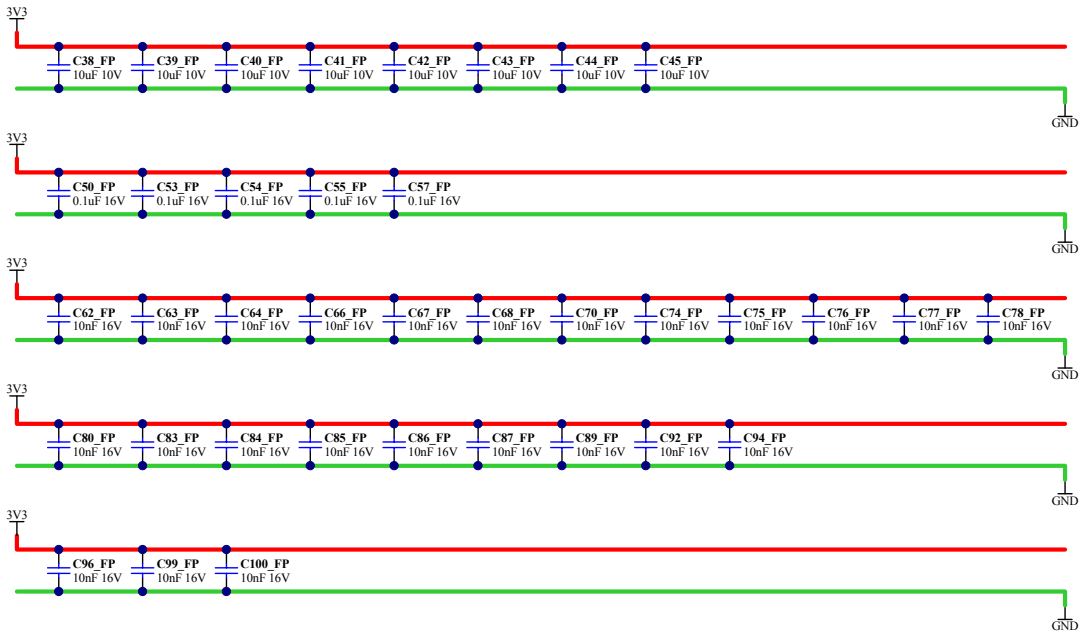 3V3
C38_FP C39_FP C40_FP C41_FP C42_FP C43_FP C44_FP C45_FP
10uF 10V 10uF 10V 10uF 10V 10uF 10V 10uF 10V 10uF 10V 10uF 10V 10uF 10V
GND
3V3
C50_FP C53_FP C54_FP C55_FP C57_FP
0.1uF 16V 0.1uF 16V 0.1uF 16V 0.1uF 16V 0.1uF 16V
GND
3V3
C62_FP C63_FP C64_FP C66_FP C67_FP C68_FP C70_FP C74_FP C75_FP C76_FP C77_FP C78_FP
10nF 16V 10nF 16V 10nF 16V 10nF 16V 10nF 16V 10nF 16V 10nF 16V 10nF 16V 10nF 16V 10nF 16V 10nF 16V 10nF 16V
GND
3V3
C80_FP C83_FP C84_FP C85_FP C86_FP C87_FP C89_FP C92_FP C94_FP
10nF 16V 10nF 16V 10nF 16V 10nF 16V 10nF 16V 10nF 16V 10nF 16V 10nF 16V 10nF 16V
GND
3V3
C96_FP C99_FP C100_FP
10nF 16V 10nF 16V 10nF 16V
GND